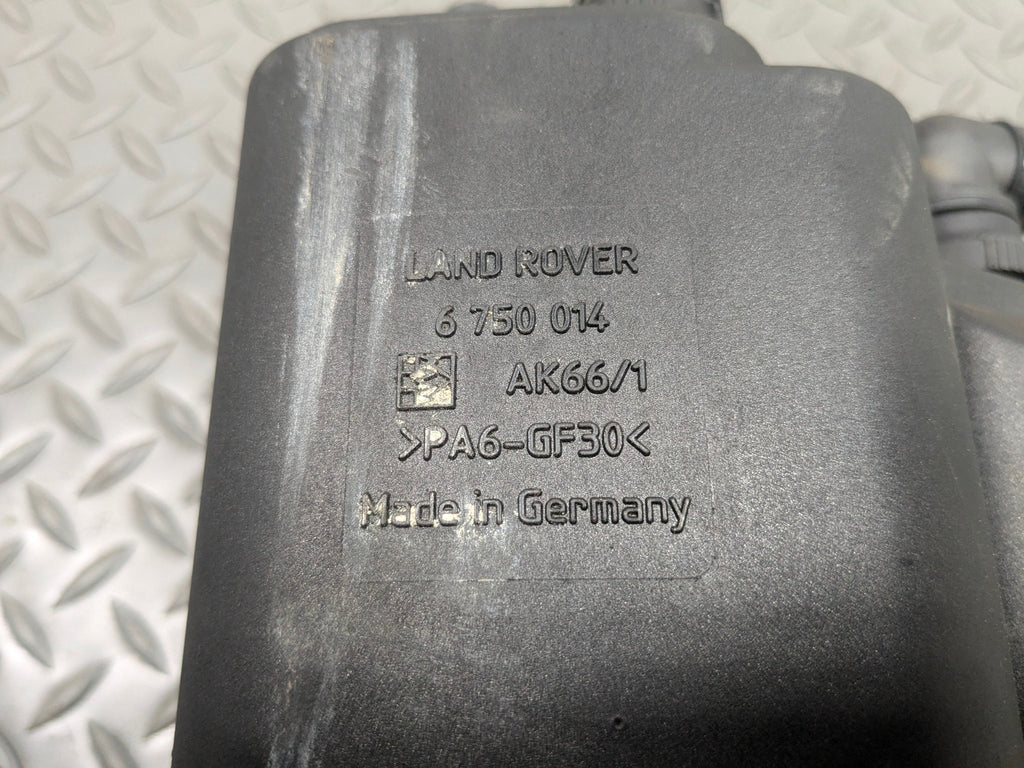 LAND ROVER
6 750 014
AK66/1
>PA6-GF30<
Made in Germany